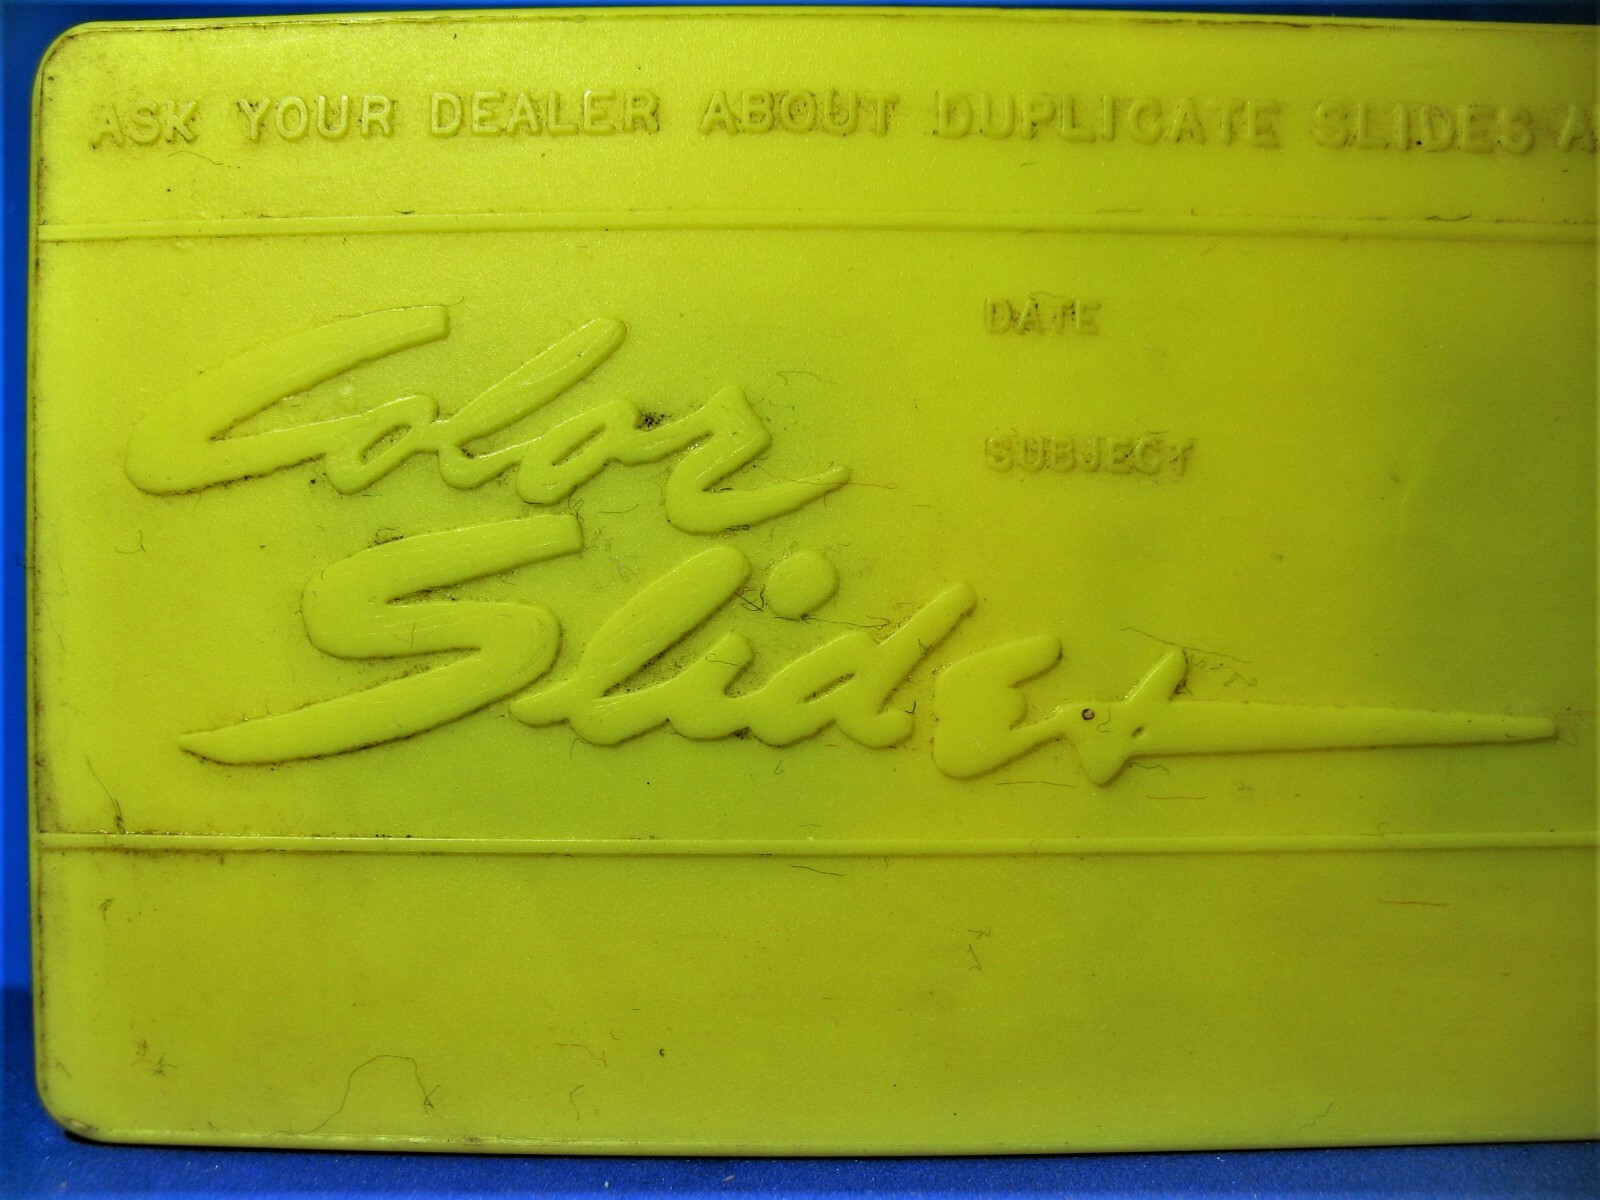 ASK YOUR DEALER ABOUT DUPLICATE SLIDES A
DATE
SUBJECT
Color
Slides